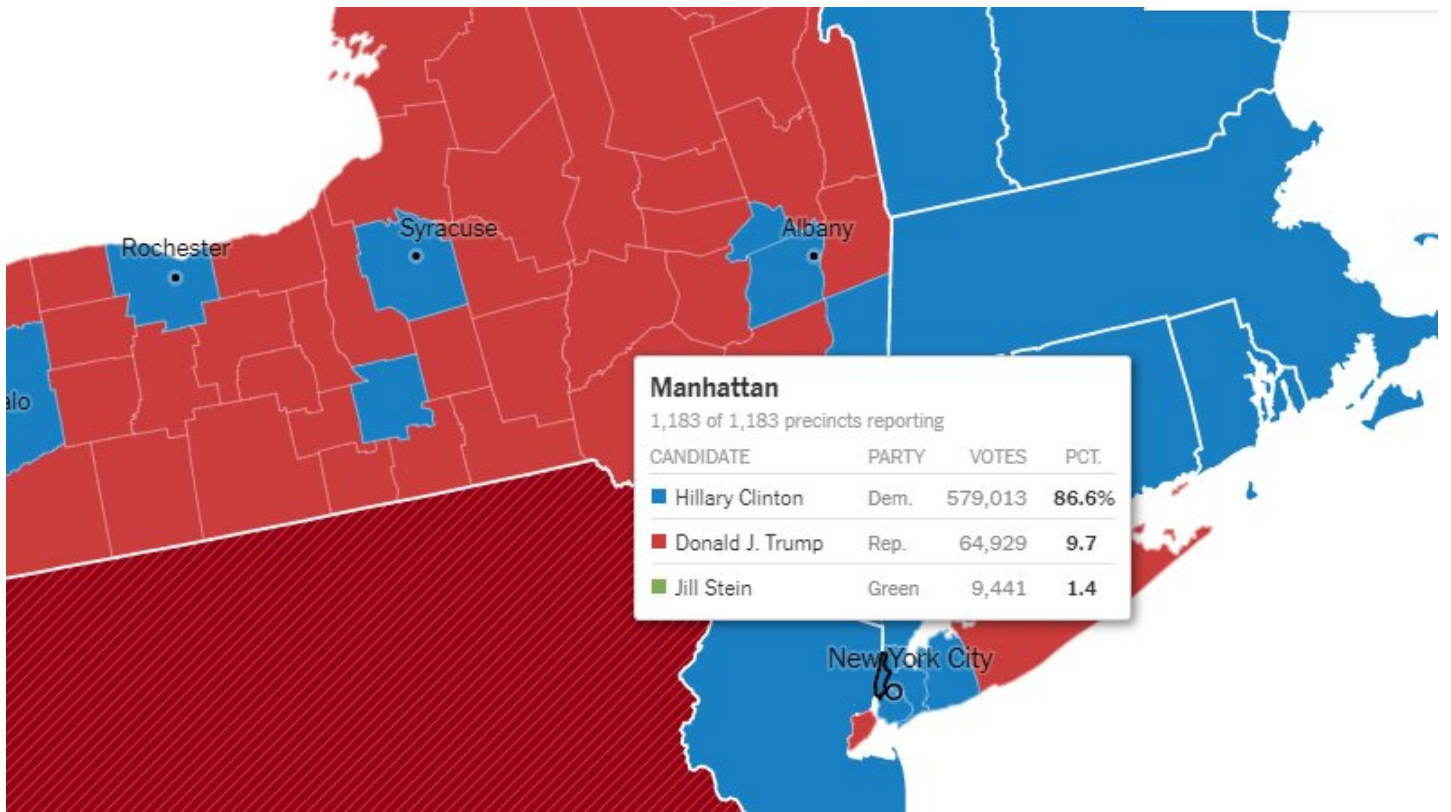 Rochester
Syracuse
Albany
alo
Manhattan
1,183 of 1,183 precincts reporting
CANDIDATE PARTY VOTES PCT.
Hillary Clinton Dem. 579,013 86.6%
Donald J. Trump Rep. 64,929 9.7
Jill Stein Green 9,441 1.4
New York City